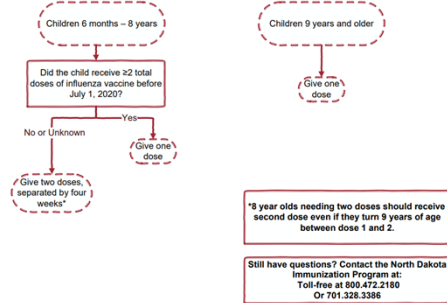 Children 6 months – 8 years
Children 9 years and older
Did the child receive ≥2 total
doses of influenza vaccine before
July 1, 2020?
Give one
dose
No or Unknown
Yes
Give one
dose
Give two doses,
separated by four
weeks*
*8 year olds needing two doses should receive
second dose even if they turn 9 years of age
between dose 1 and 2.
Still have questions? Contact the North Dakota
Immunization Program at:
Toll-free at 800.472.2180
Or 701.328.3386